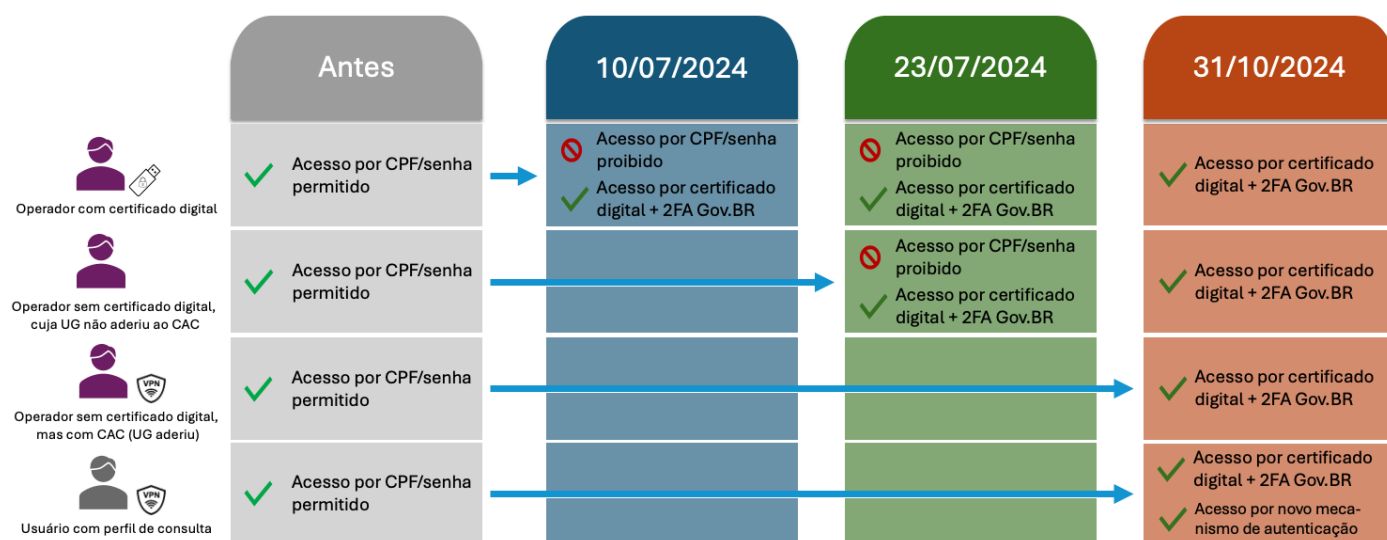 Antes
10/07/2024
23/07/2024
31/10/2024
Operador com certificado digital
Acesso por CPF/senha
permitido
Acesso por CPF/senha
proibido
Acesso por certificado
digital + 2FA Gov.BR
Acesso por CPF/senha
proibido
Acesso por certificado
digital + 2FA Gov.BR
Acesso por certificado
digital + 2FA Gov.BR
Operador sem certificado digital,
cuja UG não aderiu ao CAC
Acesso por CPF/senha
permitido
Acesso por CPF/senha
proibido
Acesso por certificado
digital + 2FA Gov.BR
Acesso por certificado
digital + 2FA Gov.BR
VPN
Operador sem certificado digital,
mas com CAC (UG aderiu)
Acesso por CPF/senha
permitido
Acesso por certificado
digital + 2FA Gov.BR
VPN
Usuário com perfil de consulta
Acesso por CPF/senha
permitido
Acesso por certificado
digital + 2FA Gov.BR
Acesso por novo meca-
nismo de autenticação